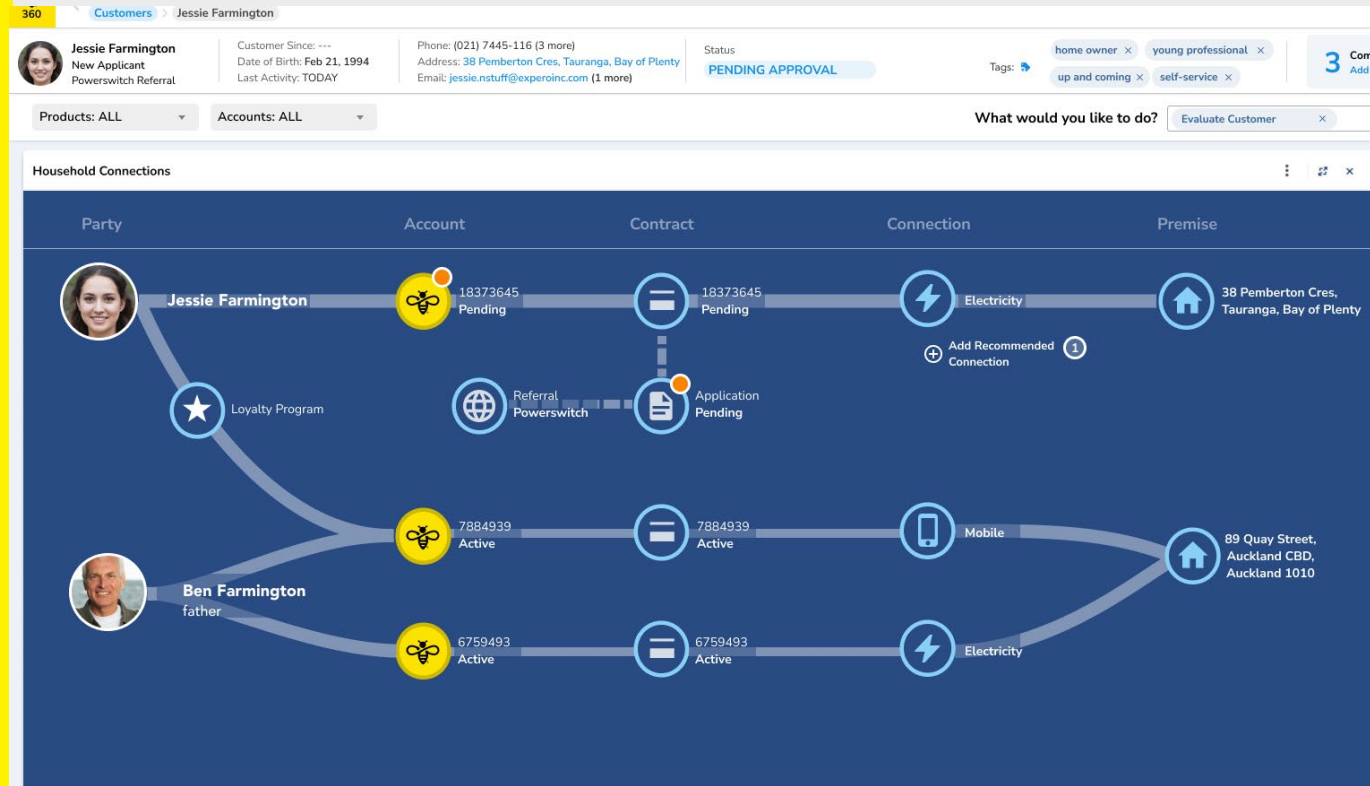 360
Customers > Jessie Farmington
Jessie Farmington
New Applicant
Powerswitch Referral
Customer Since: ---
Date of Birth: Feb 21, 1994
Last Activity: TODAY
Phone: (021) 7445-116 (3 more)
Address: 38 Pemberton Cres, Tauranga, Bay of Plenty
Email: jessie.nstuff@experoinc.com (1 more)
Status
PENDING APPROVAL
Tags:
home owner ×
young professional ×
up and coming ×
self-service ×
3
Add
Products: ALL
Accounts: ALL
What would you like to do?
Evaluate Customer ×
Household Connections
Party
Account
Contract
Connection
Premise
Jessie Farmington
18373645
Pending
18373645
Pending
Electricity
38 Pemberton Cres,
Tauranga, Bay of Plenty
Add Recommended
Connection
1
Loyalty Program
Referral
Powerswitch
Application
Pending
7884939
Active
7884939
Active
Mobile
89 Quay Street,
Auckland CBD,
Auckland 1010
Ben Farmington
father
6759493
Active
6759493
Active
Electricity